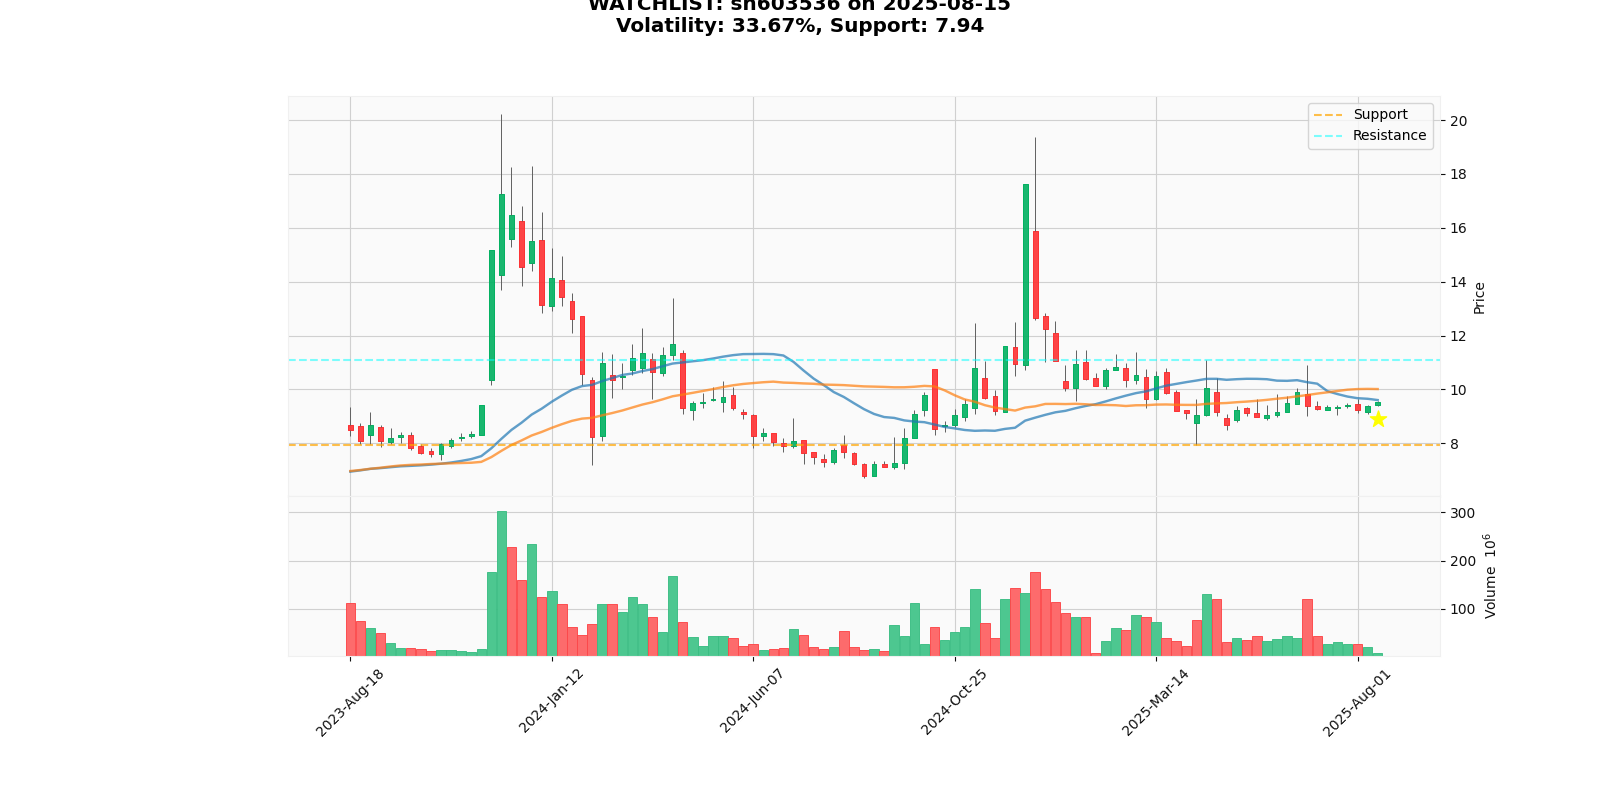 WATCHLIST: sh603536 on 2025-08-15
Volatility: 33.67%, Support: 7.94
Support
Resistance
20
18
16
14
12
10
8
Price
300
200
100
Volume 10⁶
2023-Aug-18
2024-Jan-12
2024-Jun-07
2024-Oct-25
2025-Mar-14
2025-Aug-01